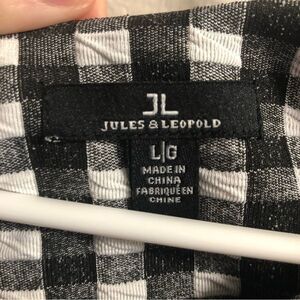 JL
JULES & LEOPOLD
L|G
MADE IN
CHINA
FABRIQUÉ EN
CHINE